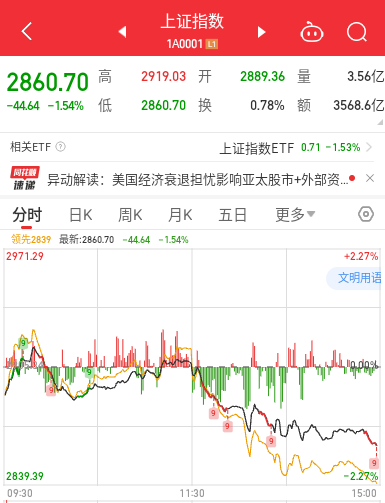 上证指数
1A0001 L1
2860.70 高 2919.03 开 2889.36 量 3.56亿
-44.64 -1.54% 低 2860.70 换 0.78% 额 3568.6亿
相关ETF ? 上证指数ETF 0.71 -1.53%
同花顺速递 异动解读：美国经济衰退担忧影响亚太股市+外部资...
分时 日K 周K 月K 五日 更多
领先2839 最新:2860.70 -44.64 -1.54%
2971.29 +2.27%
文明用语
9
9
9
0.00%
9
9
9
9
2839.39 -2.27%
09:30 11:30 15:00